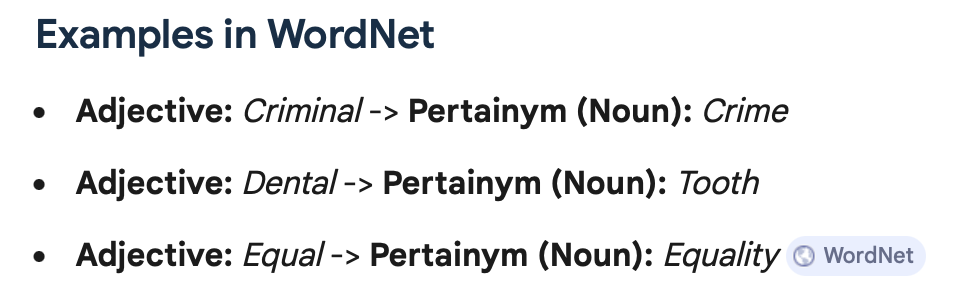 Examples in WordNet
• Adjective: Criminal -> Pertainym (Noun): Crime
• Adjective: Dental -> Pertainym (Noun): Tooth
• Adjective: Equal -> Pertainym (Noun): Equality WordNet